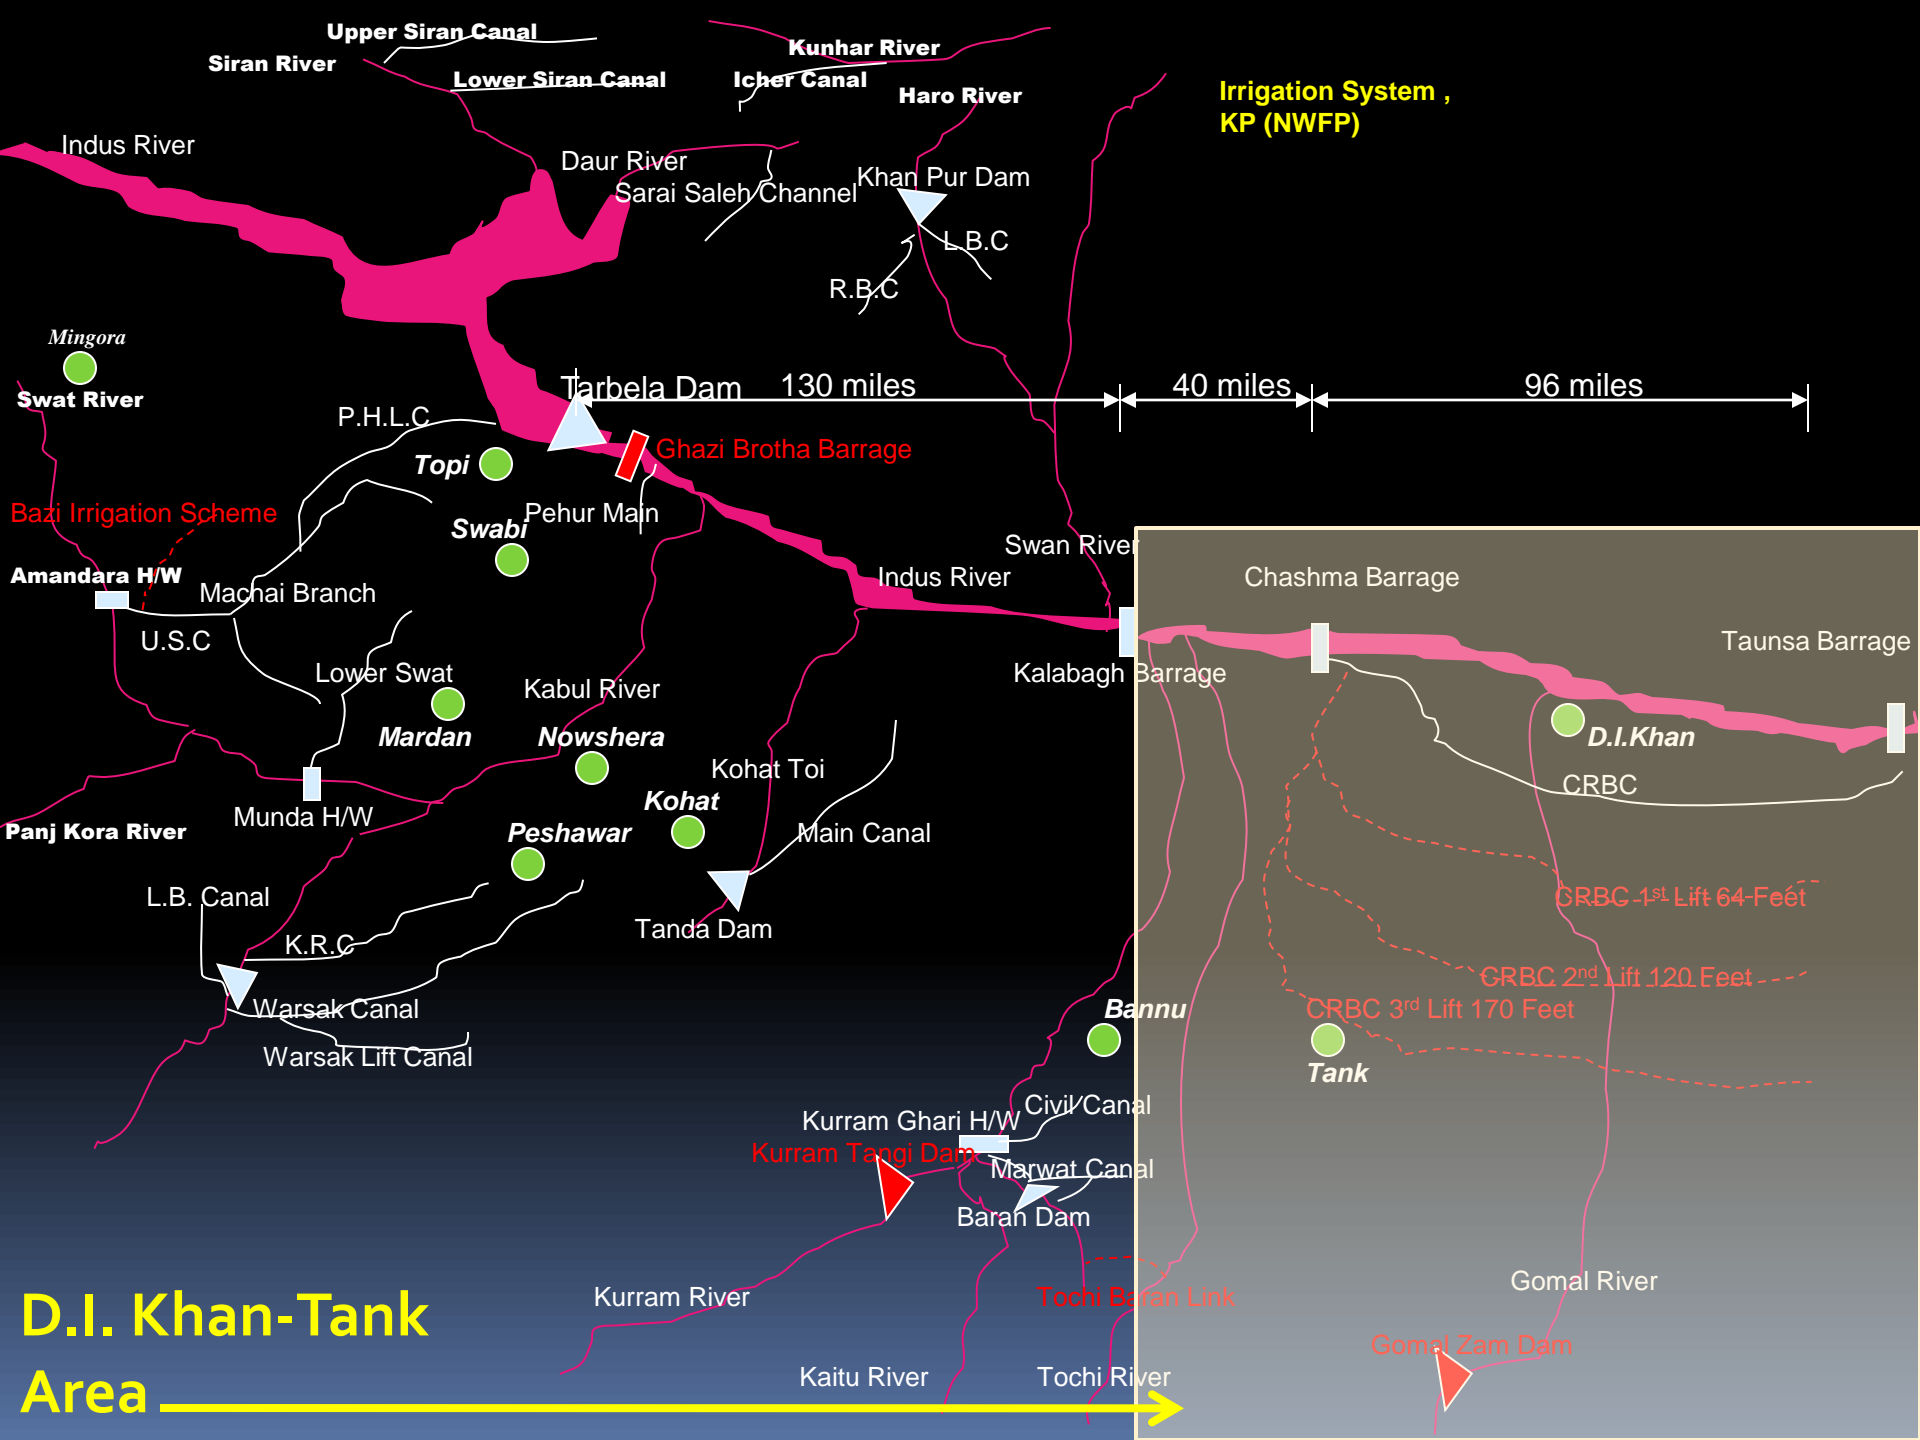 Upper Siran Canal
Siran River
Kunhar River
Lower Siran Canal
Icher Canal
Haro River
Irrigation System ,
KP (NWFP)
Indus River
Daur River
Khan Pur Dam
Sarai Saleh Channel
L.B.C
R.B.C
Mingora
Swat River
Tarbela Dam
130 miles
40 miles
96 miles
P.H.L.C
Topi
Ghazi Brotha Barrage
Bazi Irrigation Scheme
Swabi
Pehur Main
Swan River
Amandara H/W
Machai Branch
Indus River
Chashma Barrage
U.S.C
Taunsa Barrage
Lower Swat
Kabul River
Kalabagh Barrage
Mardan
Nowshera
D.I.Khan
Kohat Toi
CRBC
Kohat
Munda H/W
Panj Kora River
Peshawar
Main Canal
L.B. Canal
CRBC 1st Lift 64 Feet
Tanda Dam
K.R.C
CRBC 2nd Lift 120 Feet
Warsak Canal
Bannu
CRBC 3rd Lift 170 Feet
Warsak Lift Canal
Tank
Civil Canal
Kurram Ghari H/W
Kurram Tangi Dam
Marwat Canal
Baran Dam
Gomal River
Kurram River
Tochi Baran Link
D.I. Khan-Tank
Area
Gomal Zam Dam
Kaitu River
Tochi River